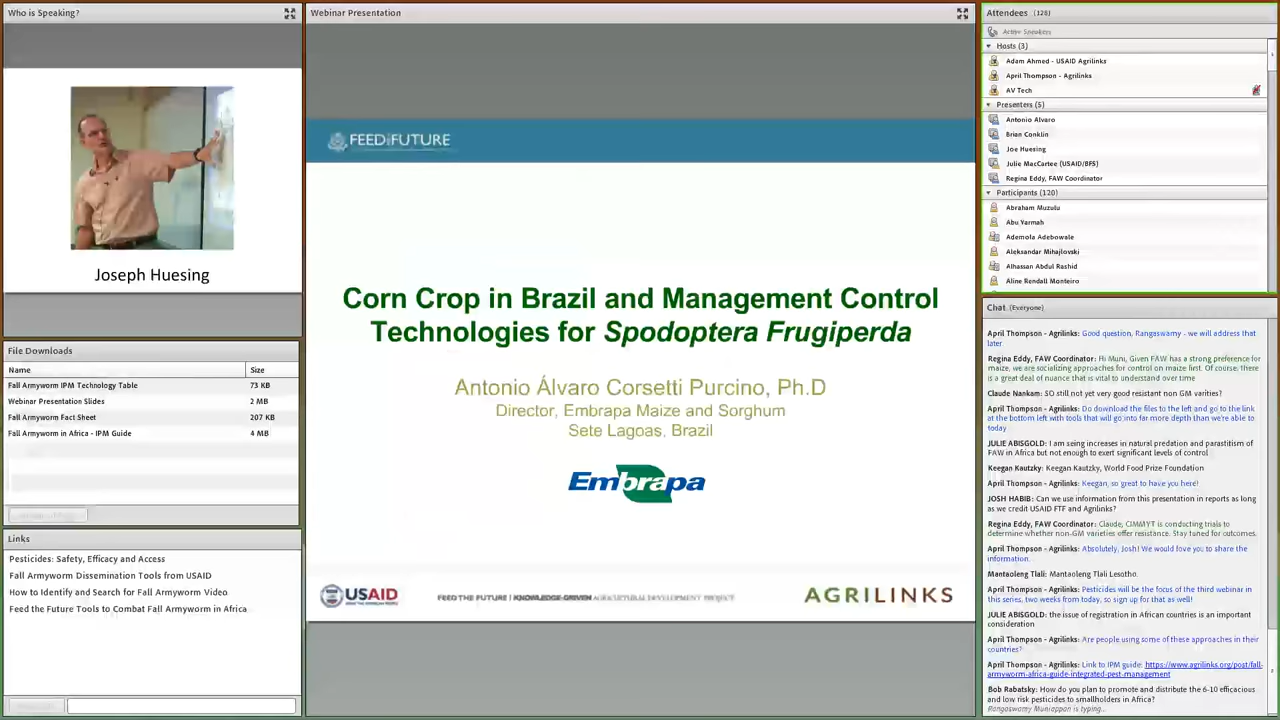 Who is Speaking?
Joseph Huesing
File Downloads
Name Size
Fall Armyworm IPM Technology Table 73 KB
Webinar Presentation Slides 2 MB
Fall Armyworm Fact Sheet 207 KB
Fall Armyworm in Africa - IPM Guide 4 MB
Links
Pesticides: Safety, Efficacy and Access
Fall Armyworm Dissemination Tools from USAID
How to Identify and Search for Fall Armyworm Video
Feed the Future Tools to Combat Fall Armyworm in Africa
Webinar Presentation
FEED THE FUTURE
Corn Crop in Brazil and Management Control
Technologies for Spodoptera Frugiperda
Antonio Álvaro Corsetti Purcino, Ph.D
Director, Embrapa Maize and Sorghum
Sete Lagoas, Brazil
Embrapa
USAID
FEED THE FUTURE | KNOWLEDGE-DRIVEN AGRICULTURAL DEVELOPMENT PROJECT
AGRILINKS
Attendees (128)
Active Speakers
Hosts (3)
Adam Ahmed - USAID Agrilinks
April Thompson - Agrilinks
AV Tech
Presenters (5)
Antonio Alvaro
Brian Conklin
Joe Huesing
Julie MacCartee (USAID/BFS)
Regina Eddy, FAW Coordinator
Participants (120)
Abraham Muzulu
Abu Yarmah
Ademola Adebowale
Aleksandar Mihajlovski
Alhassan Abdul Rashid
Aline Rendall Monteiro
Chat (Everyone)
April Thompson - Agrilinks: Good question, Rangaswamy - we will address that
later.
Regina Eddy, FAW Coordinator: Hi Muni, Given FAW has a strong preference for
maize, we are socializing approaches for control on maize first. Of course, there
is a great deal of nuance that is vital to understand over time
Claude Nankam: SO still not yet very good resistant non GM varities?
April Thompson - Agrilinks: Do download the files to the left and go to the link
at the bottom left with tools that will go into far more depth than we're able to
today
JULIE ABISGOLD: I am seeing increases in natural predation and parasitism of
FAW in Africa but not enough to exert significant levels of control
Keegan Kautzky: Keegan Kautzky, World Food Prize Foundation
April Thompson - Agrilinks: Keegan, so great to have you here!
JOSH HABIB: Can we use information from this presentation in reports as long
as we credit USAID FTF and Agrilinks?
Regina Eddy, FAW Coordinator: Claude, CIMMYT is conducting trials to
determine whether non-GM varieties offer resistance. Stay tuned for outcomes.
April Thompson - Agrilinks: Absolutely, Josh! We would love you to share the
information.
Mantaoleng Tlali: Mantaoleng Tlali Lesotho.
April Thompson - Agrilinks: Pesticides will be the focus of the third webinar in
this series, two weeks from today, so sign up for that as well!
JULIE ABISGOLD: the issue of registration in African countries is an important
consideration
April Thompson - Agrilinks: Are people using some of these approaches in their
countries?
April Thompson - Agrilinks: Link to IPM guide: https://www.agrilinks.org/post/fall-
armyworm-africa-guide-integrated-pest-management
Bob Rabatsky: How do you plan to promote and distribute the 6-10 efficacious
and low risk pesticides to smallholders in Africa?
Rangaswamy Muniappan is typing...